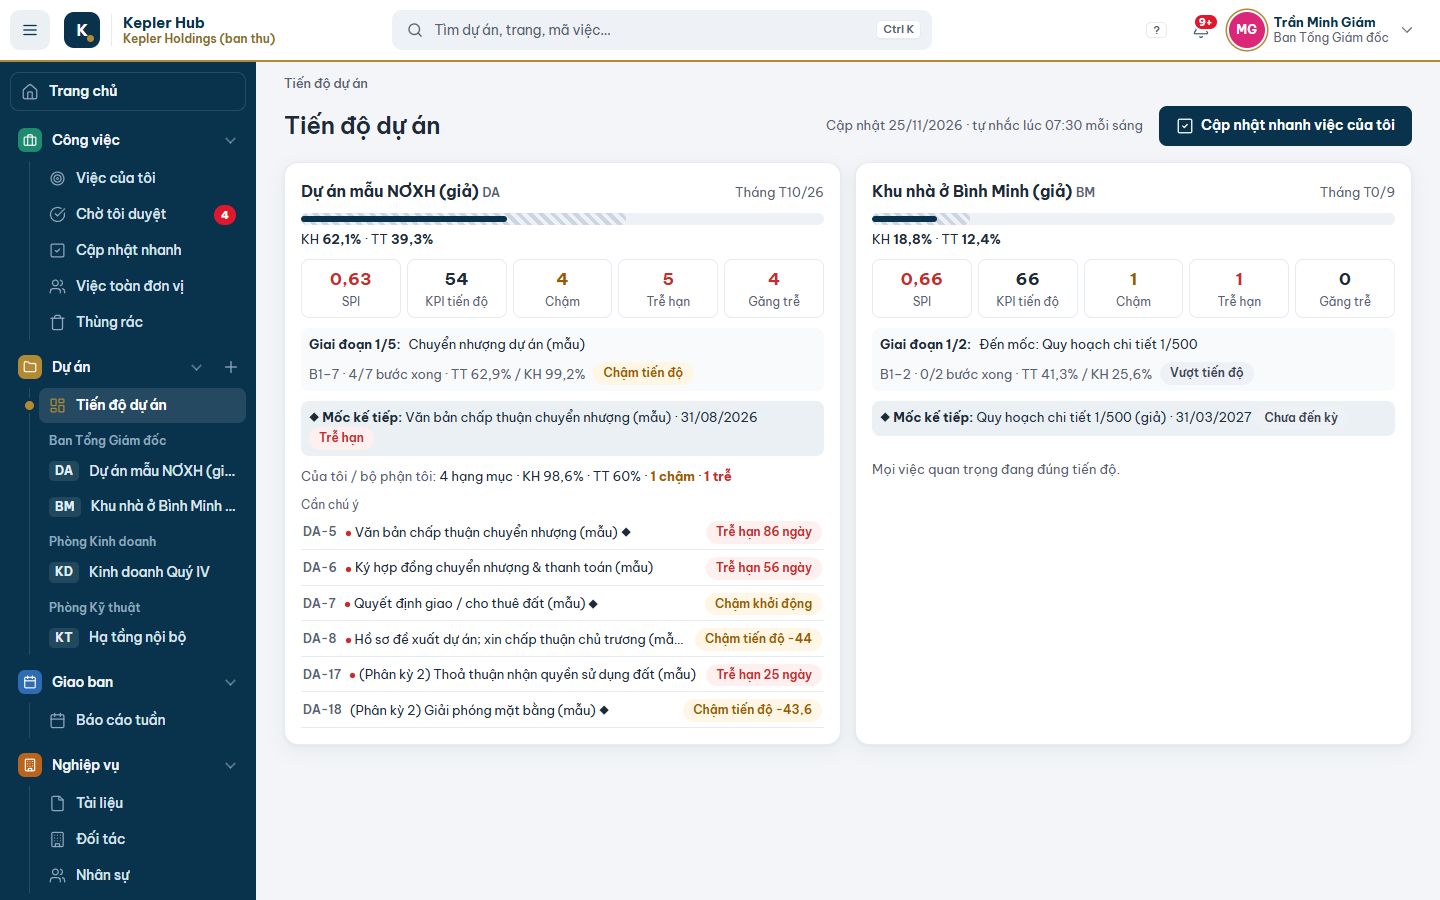 Kepler Hub
Kepler Holdings (ban thu)
Tìm dự án, trang, mã việc...
Ctrl K
?
9+
MG
Trần Minh Giám
Ban Tổng Giám đốc
K
Trang chủ
Công việc
Việc của tôi
Chờ tôi duyệt
4
Cập nhật nhanh
Việc toàn đơn vị
Thùng rác
Dự án
Tiến độ dự án
Ban Tổng Giám đốc
DA Dự án mẫu NƠXH (gi...
BM Khu nhà ở Bình Minh ...
Phòng Kinh doanh
KD Kinh doanh Quý IV
Phòng Kỹ thuật
KT Hạ tầng nội bộ
Giao ban
Báo cáo tuần
Nghiệp vụ
Tài liệu
Đối tác
Nhân sự
Tiến độ dự án
Tiến độ dự án
Cập nhật 25/11/2026 · tự nhắc lúc 07:30 mỗi sáng
Cập nhật nhanh việc của tôi
Dự án mẫu NƠXH (giả) DA
Tháng T10/26
KH 62,1% · TT 39,3%
0,63
SPI
54
KPI tiến độ
4
Chậm
5
Trễ hạn
4
Găng trễ
Giai đoạn 1/5: Chuyển nhượng dự án (mẫu)
B1–7 · 4/7 bước xong · TT 62,9% / KH 99,2% Chậm tiến độ
◆ Mốc kế tiếp: Văn bản chấp thuận chuyển nhượng (mẫu) · 31/08/2026
Trễ hạn
Của tôi / bộ phận tôi: 4 hạng mục · KH 98,6% · TT 60% · 1 chậm · 1 trễ
Cần chú ý
DA-5 ● Văn bản chấp thuận chuyển nhượng (mẫu) ◆ Trễ hạn 86 ngày
DA-6 ● Ký hợp đồng chuyển nhượng & thanh toán (mẫu) Trễ hạn 56 ngày
DA-7 ● Quyết định giao / cho thuê đất (mẫu) ◆ Chậm khởi động
DA-8 ● Hồ sơ đề xuất dự án; xin chấp thuận chủ trương (mẫ... Chậm tiến độ -44
DA-17 ● (Phân kỳ 2) Thoả thuận nhận quyền sử dụng đất (mẫu) Trễ hạn 25 ngày
DA-18 (Phân kỳ 2) Giải phóng mặt bằng (mẫu) ◆ Chậm tiến độ -43,6
Khu nhà ở Bình Minh (giả) BM
Tháng T0/9
KH 18,8% · TT 12,4%
0,66
SPI
66
KPI tiến độ
1
Chậm
1
Trễ hạn
0
Găng trễ
Giai đoạn 1/2: Đến mốc: Quy hoạch chi tiết 1/500
B1–2 · 0/2 bước xong · TT 41,3% / KH 25,6% Vượt tiến độ
◆ Mốc kế tiếp: Quy hoạch chi tiết 1/500 (giả) · 31/03/2027 Chưa đến kỳ
Mọi việc quan trọng đang đúng tiến độ.